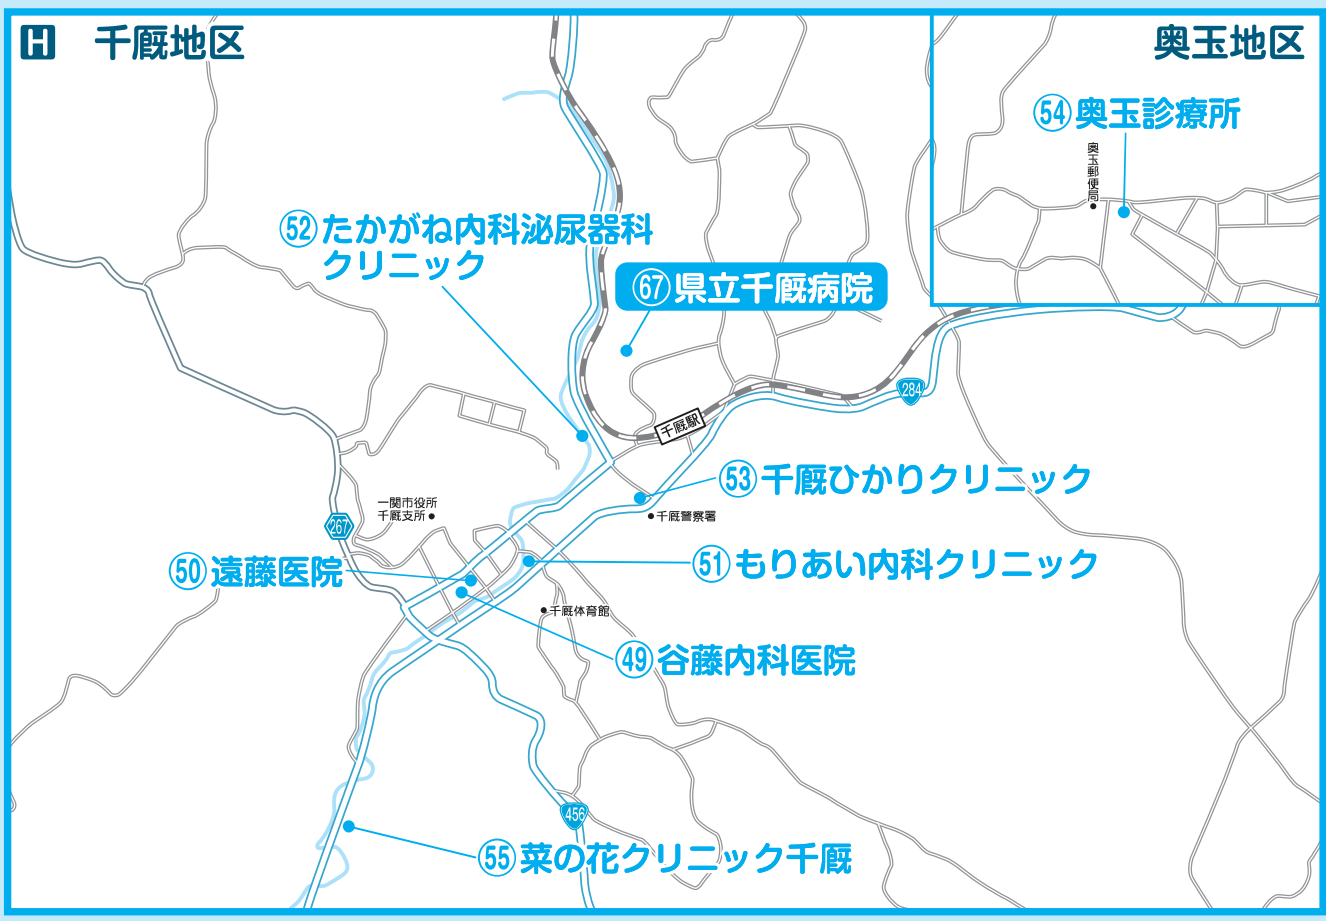 H 千厩地区
奥玉地区
54 奥玉診療所
奥玉郵便局
52 たかがね内科泌尿器科
クリニック
67 県立千厩病院
284
千厩駅
53 千厩ひかりクリニック
一関市役所
千厩支所
千厩警察署
267
50 遠藤医院
51 もりあい内科クリニック
千厩体育館
49 谷藤内科医院
456
55 菜の花クリニック千厩